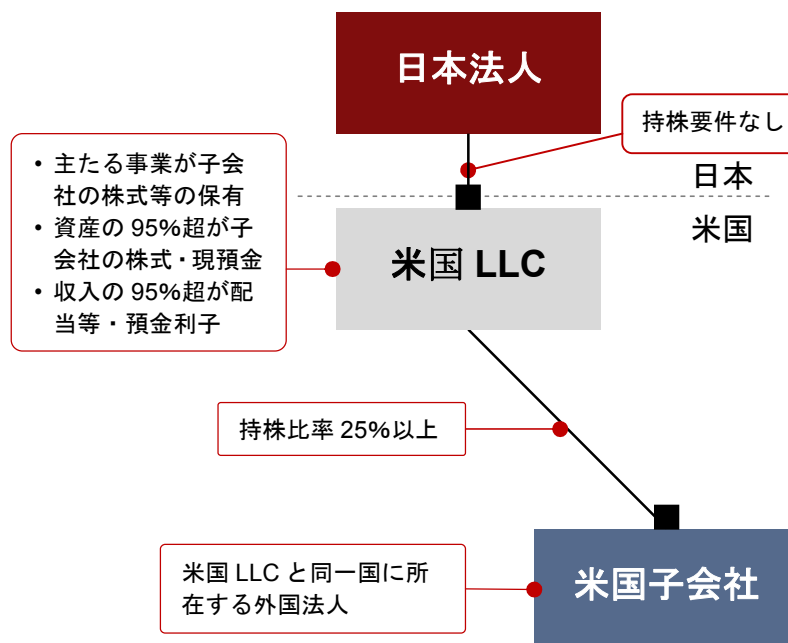 日本法人
持株要件なし
• 主たる事業が子会
社の株式等の保有
• 資産の 95%超が子
会社の株式・現預金
• 収入の 95%超が配
当等・預金利子
日本
米国
米国 LLC
持株比率 25%以上
米国 LLC と同一国に所
在する外国法人
米国子会社